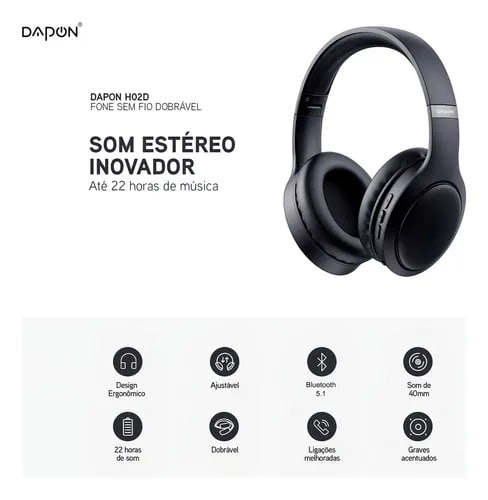 DAPON®
DAPON H02D
FONE SEM FIO DOBRÁVEL
SOM ESTÉREO
INOVADOR
Até 22 horas de música
Design
Ergonômico
Ajustável
Bluetooth
5.1
Som de
40mm
22 horas
de som
Dobrável
Ligações
melhoradas
Graves
acentuados